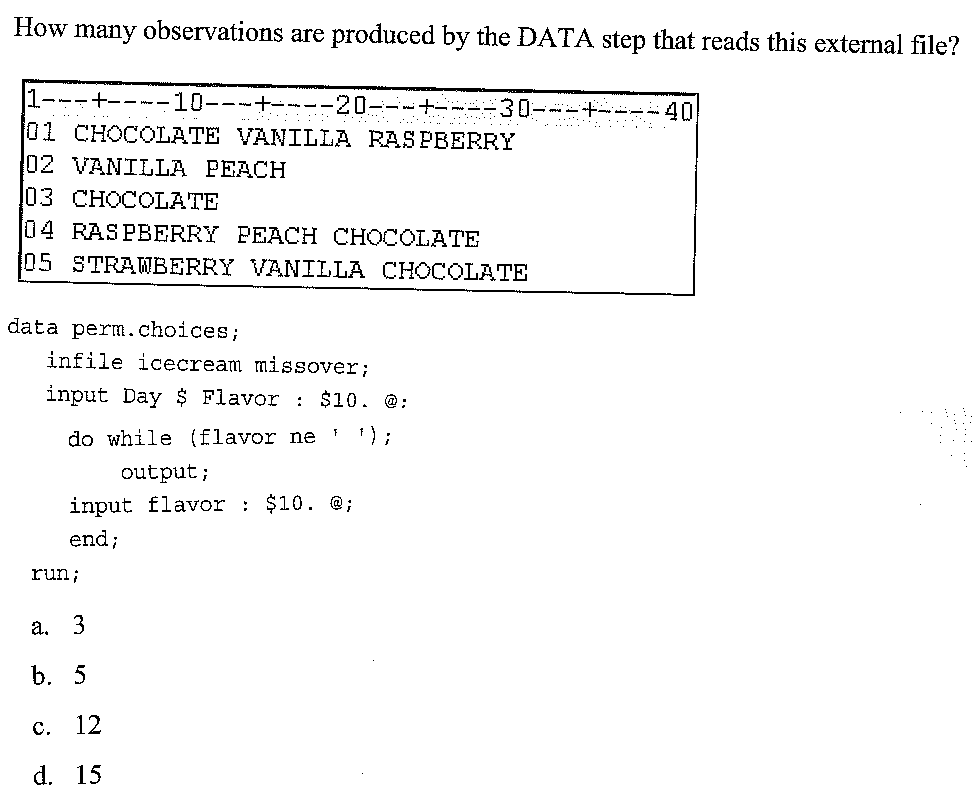 How many observations are produced by the DATA step that reads this external file?
1---+----10---+----20---+----30---+----40
01 CHOCOLATE VANILLA RASPBERRY
02 VANILLA PEACH
03 CHOCOLATE
04 RASPBERRY PEACH CHOCOLATE
05 STRAWBERRY VANILLA CHOCOLATE
data perm.choices;
infile icecream missover;
input Day $ Flavor : $10. @;
do while (flavor ne ' ');
output;
input flavor : $10. @;
end;
run;
a. 3
b. 5
c. 12
d. 15